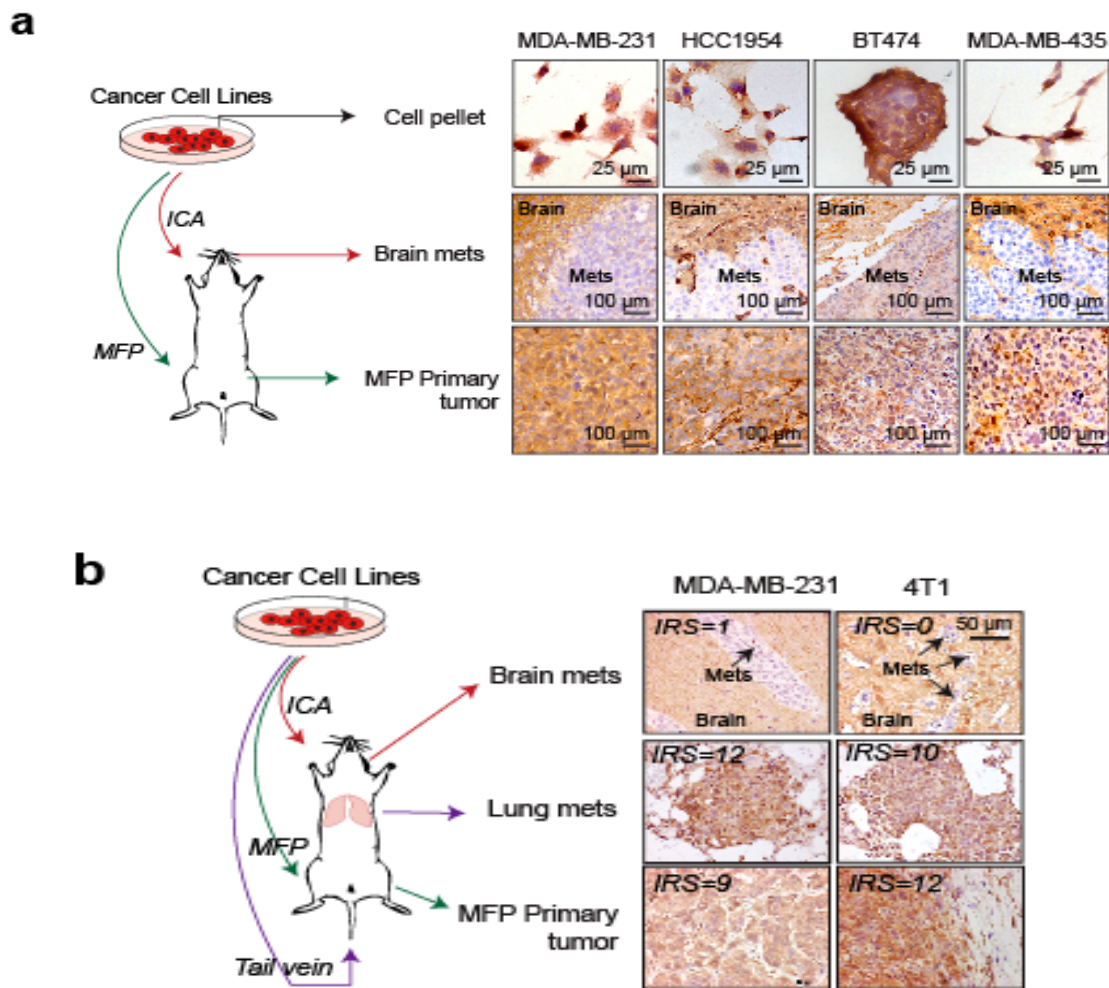 a
MDA-MB-231 HCC1954 BT474 MDA-MB-435
Cancer Cell Lines
Cell pellet
25 µm 25 µm 25 µm 25 µm
ICA
Brain Brain Brain Brain
Brain mets
Mets Mets Mets Mets
100 µm 100 µm 100 µm 100 µm
MFP
MFP Primary
tumor
100 µm 100 µm 100 µm 100 µm
b
Cancer Cell Lines
MDA-MB-231 4T1
IRS=1 IRS=0 50 µm
Brain mets
Mets Mets
ICA
Brain Brain
IRS=12 IRS=10
Lung mets
MFP
IRS=9 IRS=12
MFP Primary
tumor
Tail vein